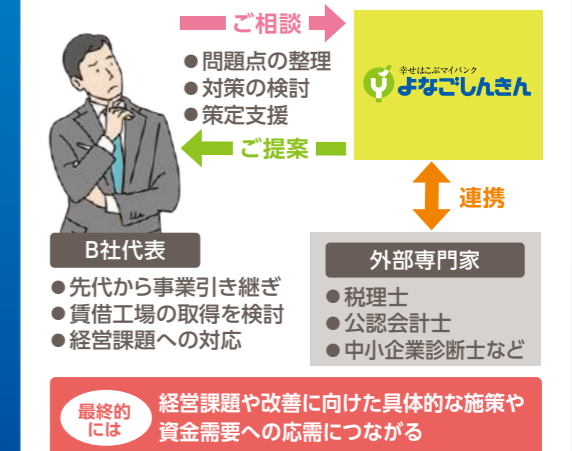 ご相談
●問題点の整理
●対策の検討
●策定支援
ご提案
幸せはこぶマイバンク
よなごしんきん
連携
B社代表
●先代から事業引き継ぎ
●賃借工場の取得を検討
●経営課題への対応
外部専門家
●税理士
●公認会計士
●中小企業診断士など
最終的
には
経営課題や改善に向けた具体的な施策や
資金需要への応需につながる